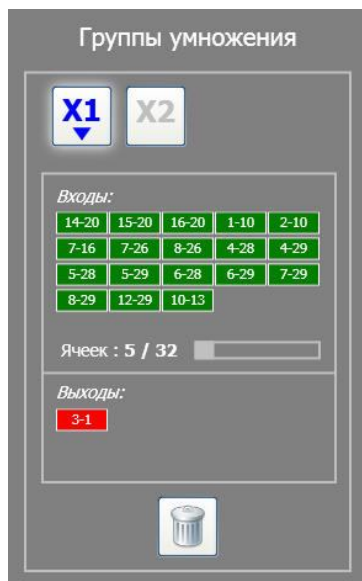 Группы умножения
X1 X2
Входы:
14-20 15-20 16-20 1-10 2-10
7-16 7-26 8-26 4-28 4-29
5-28 5-29 6-28 6-29 7-29
8-29 12-29 10-13
Ячеек : 5 / 32
Выходы:
3-1